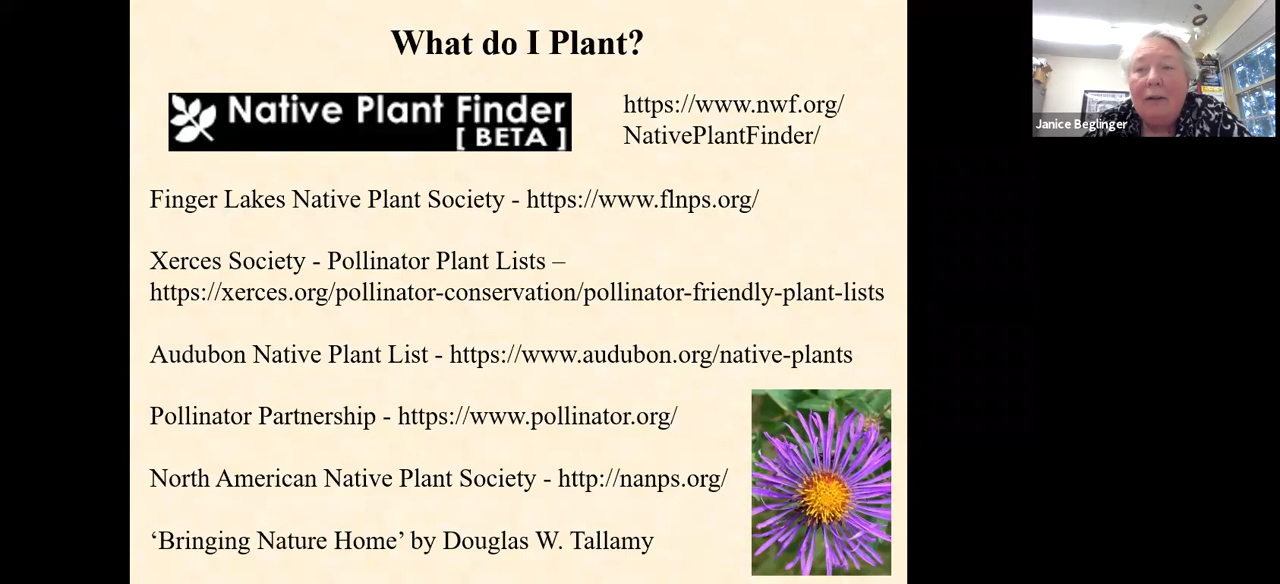 What do I Plant?
Native Plant Finder
[ BETA ]
https://www.nwf.org/
NativePlantFinder/
Finger Lakes Native Plant Society - https://www.flnps.org/
Xerces Society - Pollinator Plant Lists –
https://xerces.org/pollinator-conservation/pollinator-friendly-plant-lists
Audubon Native Plant List - https://www.audubon.org/native-plants
Pollinator Partnership - https://www.pollinator.org/
North American Native Plant Society - http://nanps.org/
‘Bringing Nature Home’ by Douglas W. Tallamy
Janice Beglinger